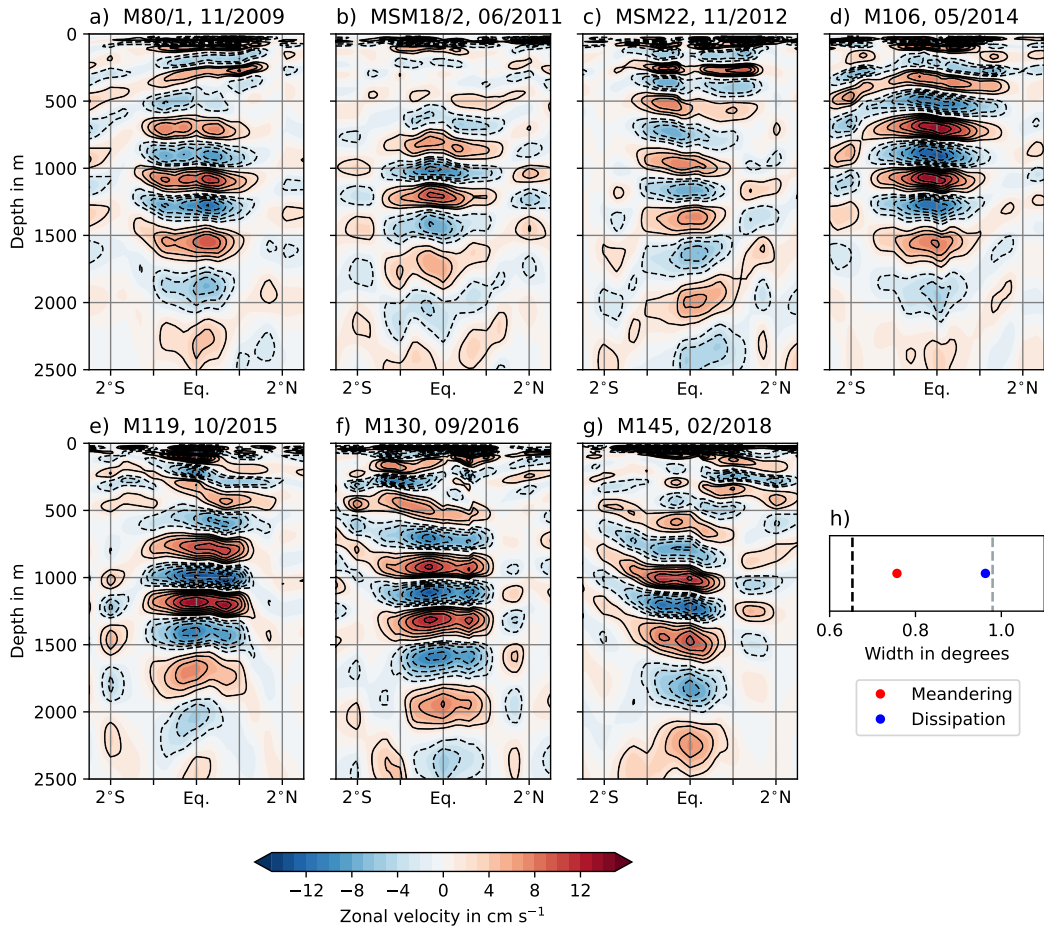 a) M80/1, 11/2009
b) MSM18/2, 06/2011
c) MSM22, 11/2012
d) M106, 05/2014
0
500
1000
1500
2000
2500
Depth in m
2°S Eq. 2°N
2°S Eq. 2°N
2°S Eq. 2°N
2°S Eq. 2°N
e) M119, 10/2015
f) M130, 09/2016
g) M145, 02/2018
0
500
1000
1500
2000
2500
Depth in m
2°S Eq. 2°N
2°S Eq. 2°N
2°S Eq. 2°N
h)
0.6 1.0
Width in degrees
Meandering
Dissipation
−12 −8 −4 0 4 8 12
Zonal velocity in cm s⁻¹